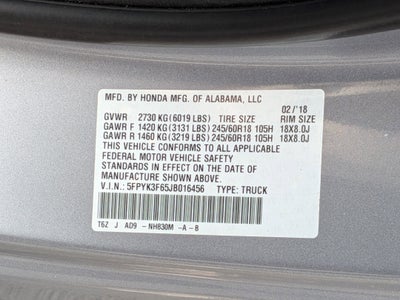 MFD. BY HONDA MFG. OF ALABAMA, LLC
02/'18
GVWR 2730 KG (6019 LBS) TIRE SIZE RIM SIZE
GAWR F 1420 KG (3131 LBS) 245/60R18 105H 18X8.0J
GAWR R 1460 KG (3219 LBS) 245/60R18 105H 18X8.0J
THIS VEHICLE CONFORMS TO ALL APPLICABLE
FEDERAL MOTOR VEHICLE SAFETY
STANDARDS IN EFFECT ON THE DATE OF
MANUFACTURE SHOWN ABOVE.
V.I.N.: 5FPYK3F65JB016456 TYPE: TRUCK
T6Z J AD9 -NH830M -A -B